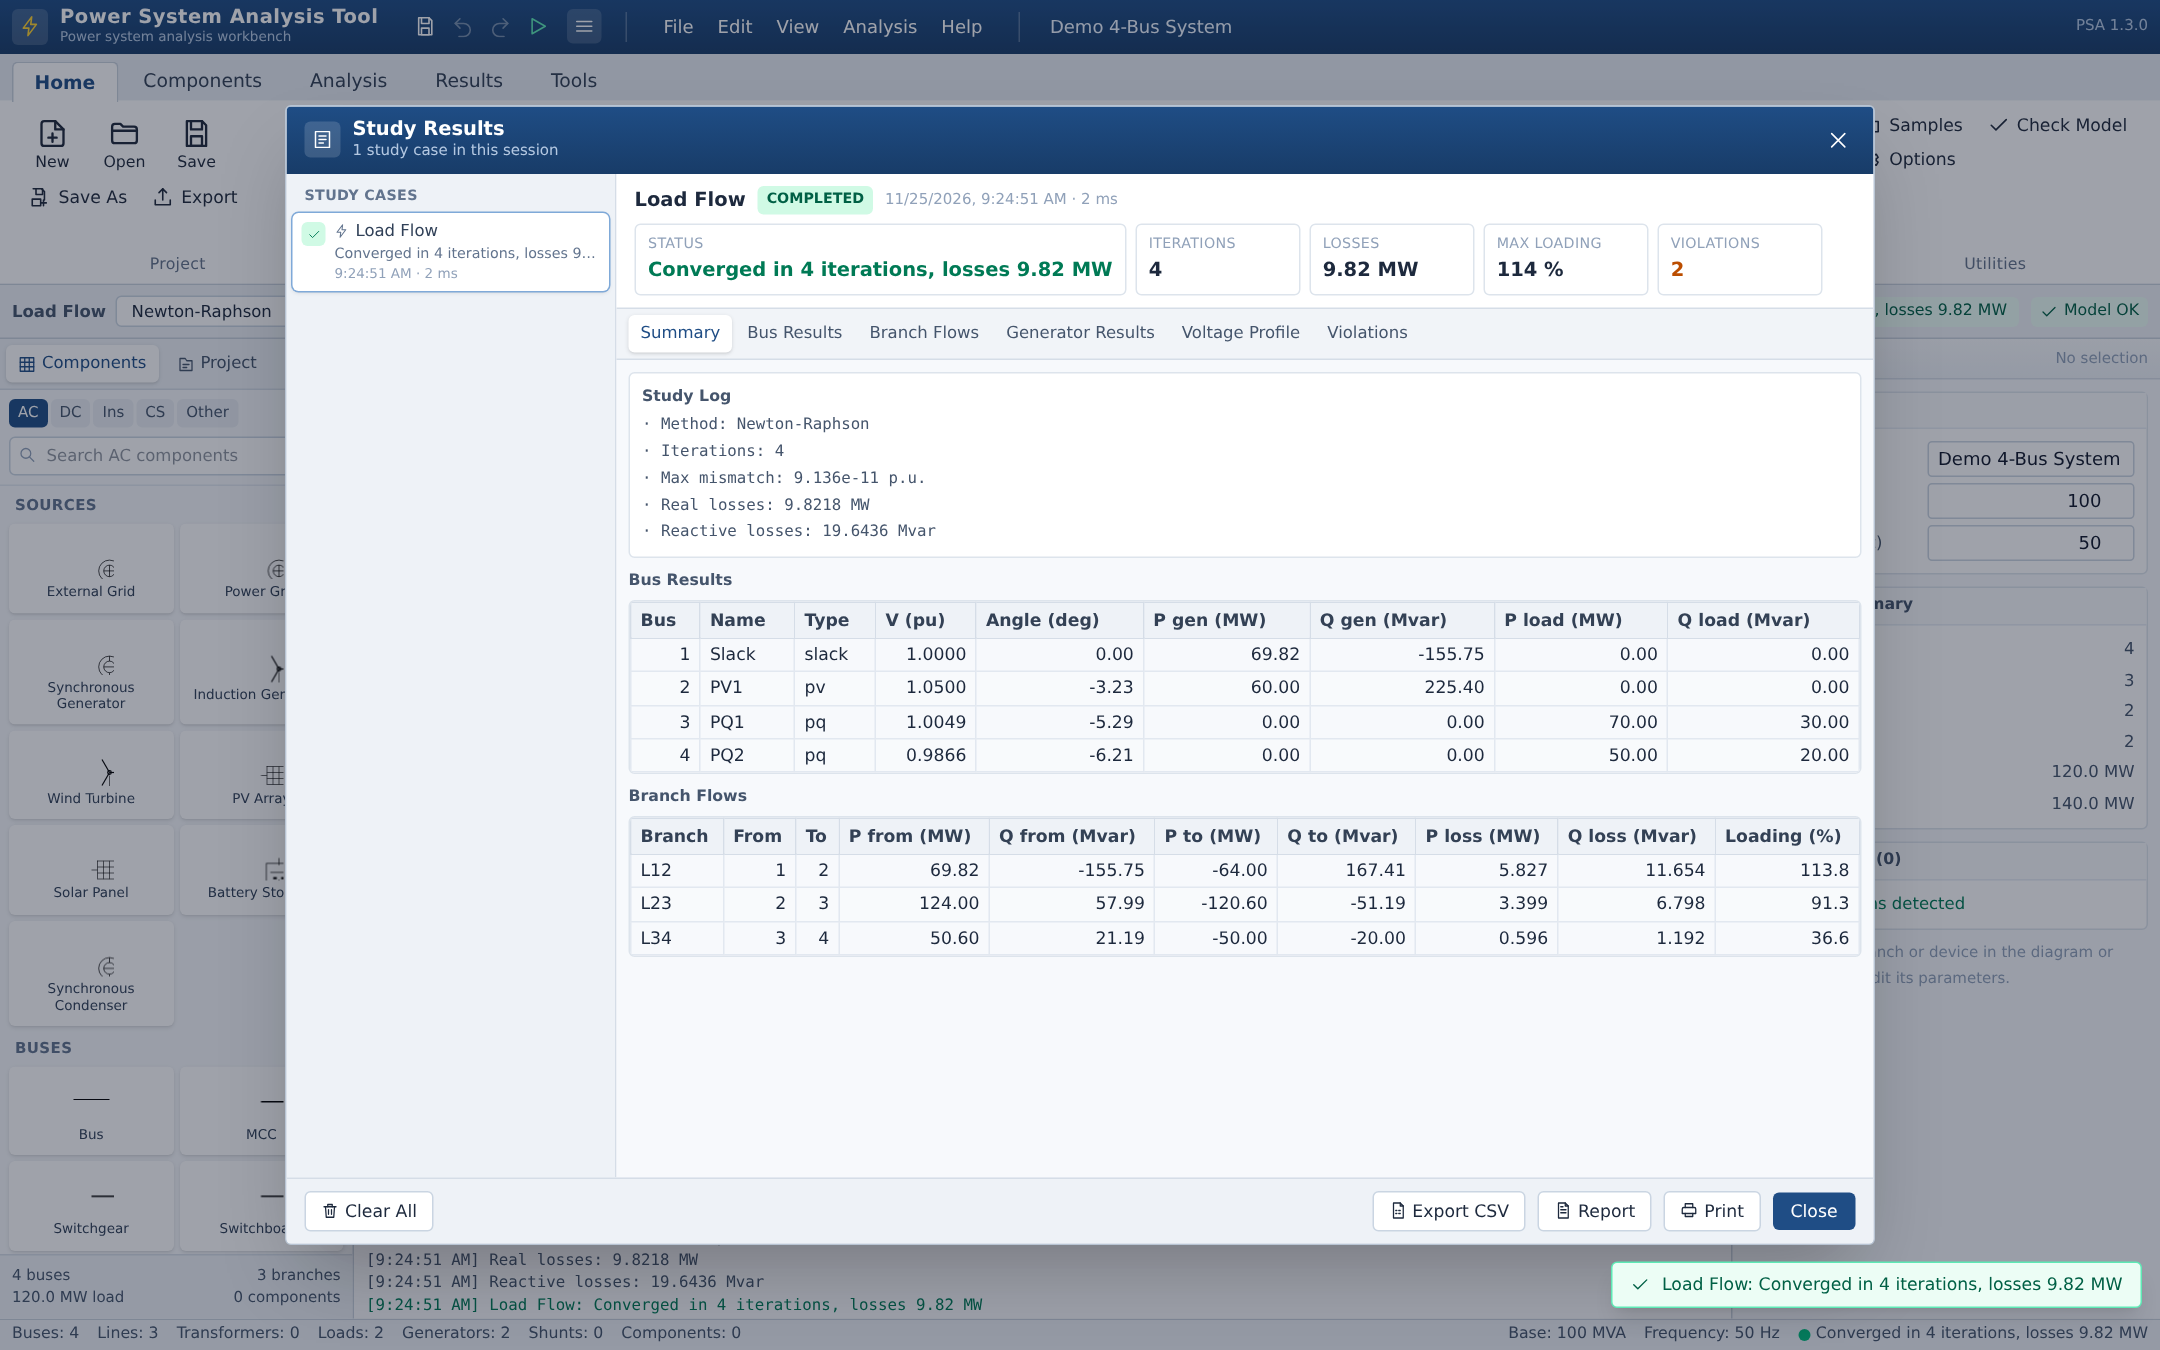 Power System Analysis Tool
Power system analysis workbench
File Edit View Analysis Help
Demo 4-Bus System
PSA 1.3.0
Home Components Analysis Results Tools
New Open Save
Save As Export
Project
Samples Check Model
Options
Utilities
Load Flow Newton-Raphson
, losses 9.82 MW Model OK
Components Project
No selection
AC DC Ins CS Other
Search AC components
SOURCES
External Grid
Synchronous
Generator
Wind Turbine
Solar Panel
Synchronous
Condenser
BUSES
Bus MCC
Switchgear
4 buses 3 branches
120.0 MW load 0 components
Study Results
1 study case in this session
STUDY CASES
Load Flow
Converged in 4 iterations, losses 9...
9:24:51 AM · 2 ms
Load Flow COMPLETED 11/25/2026, 9:24:51 AM · 2 ms
STATUS
Converged in 4 iterations, losses 9.82 MW
ITERATIONS
4
LOSSES
9.82 MW
MAX LOADING
114 %
VIOLATIONS
2
Summary Bus Results Branch Flows Generator Results Voltage Profile Violations
Study Log
· Method: Newton-Raphson
· Iterations: 4
· Max mismatch: 9.136e-11 p.u.
· Real losses: 9.8218 MW
· Reactive losses: 19.6436 Mvar
Bus Results
Bus Name Type V (pu) Angle (deg) P gen (MW) Q gen (Mvar) P load (MW) Q load (Mvar)
1 Slack slack 1.0000 0.00 69.82 -155.75 0.00 0.00
2 PV1 pv 1.0500 -3.23 60.00 225.40 0.00 0.00
3 PQ1 pq 1.0049 -5.29 0.00 0.00 70.00 30.00
4 PQ2 pq 0.9866 -6.21 0.00 0.00 50.00 20.00
Branch Flows
Branch From To P from (MW) Q from (Mvar) P to (MW) Q to (Mvar) P loss (MW) Q loss (Mvar) Loading (%)
L12 1 2 69.82 -155.75 -64.00 167.41 5.827 11.654 113.8
L23 2 3 124.00 57.99 -120.60 -51.19 3.399 6.798 91.3
L34 3 4 50.60 21.19 -50.00 -20.00 0.596 1.192 36.6
Clear All Export CSV Report Print Close
Demo 4-Bus System
100
50
4
3
2
2
120.0 MW
140.0 MW
(0)
detected
or device in the diagram or
its parameters.
[9:24:51 AM] Real losses: 9.8218 MW
[9:24:51 AM] Reactive losses: 19.6436 Mvar
[9:24:51 AM] Load Flow: Converged in 4 iterations, losses 9.82 MW
Load Flow: Converged in 4 iterations, losses 9.82 MW
Buses: 4 Lines: 3 Transformers: 0 Loads: 2 Generators: 2 Shunts: 0 Components: 0
Base: 100 MVA Frequency: 50 Hz Converged in 4 iterations, losses 9.82 MW